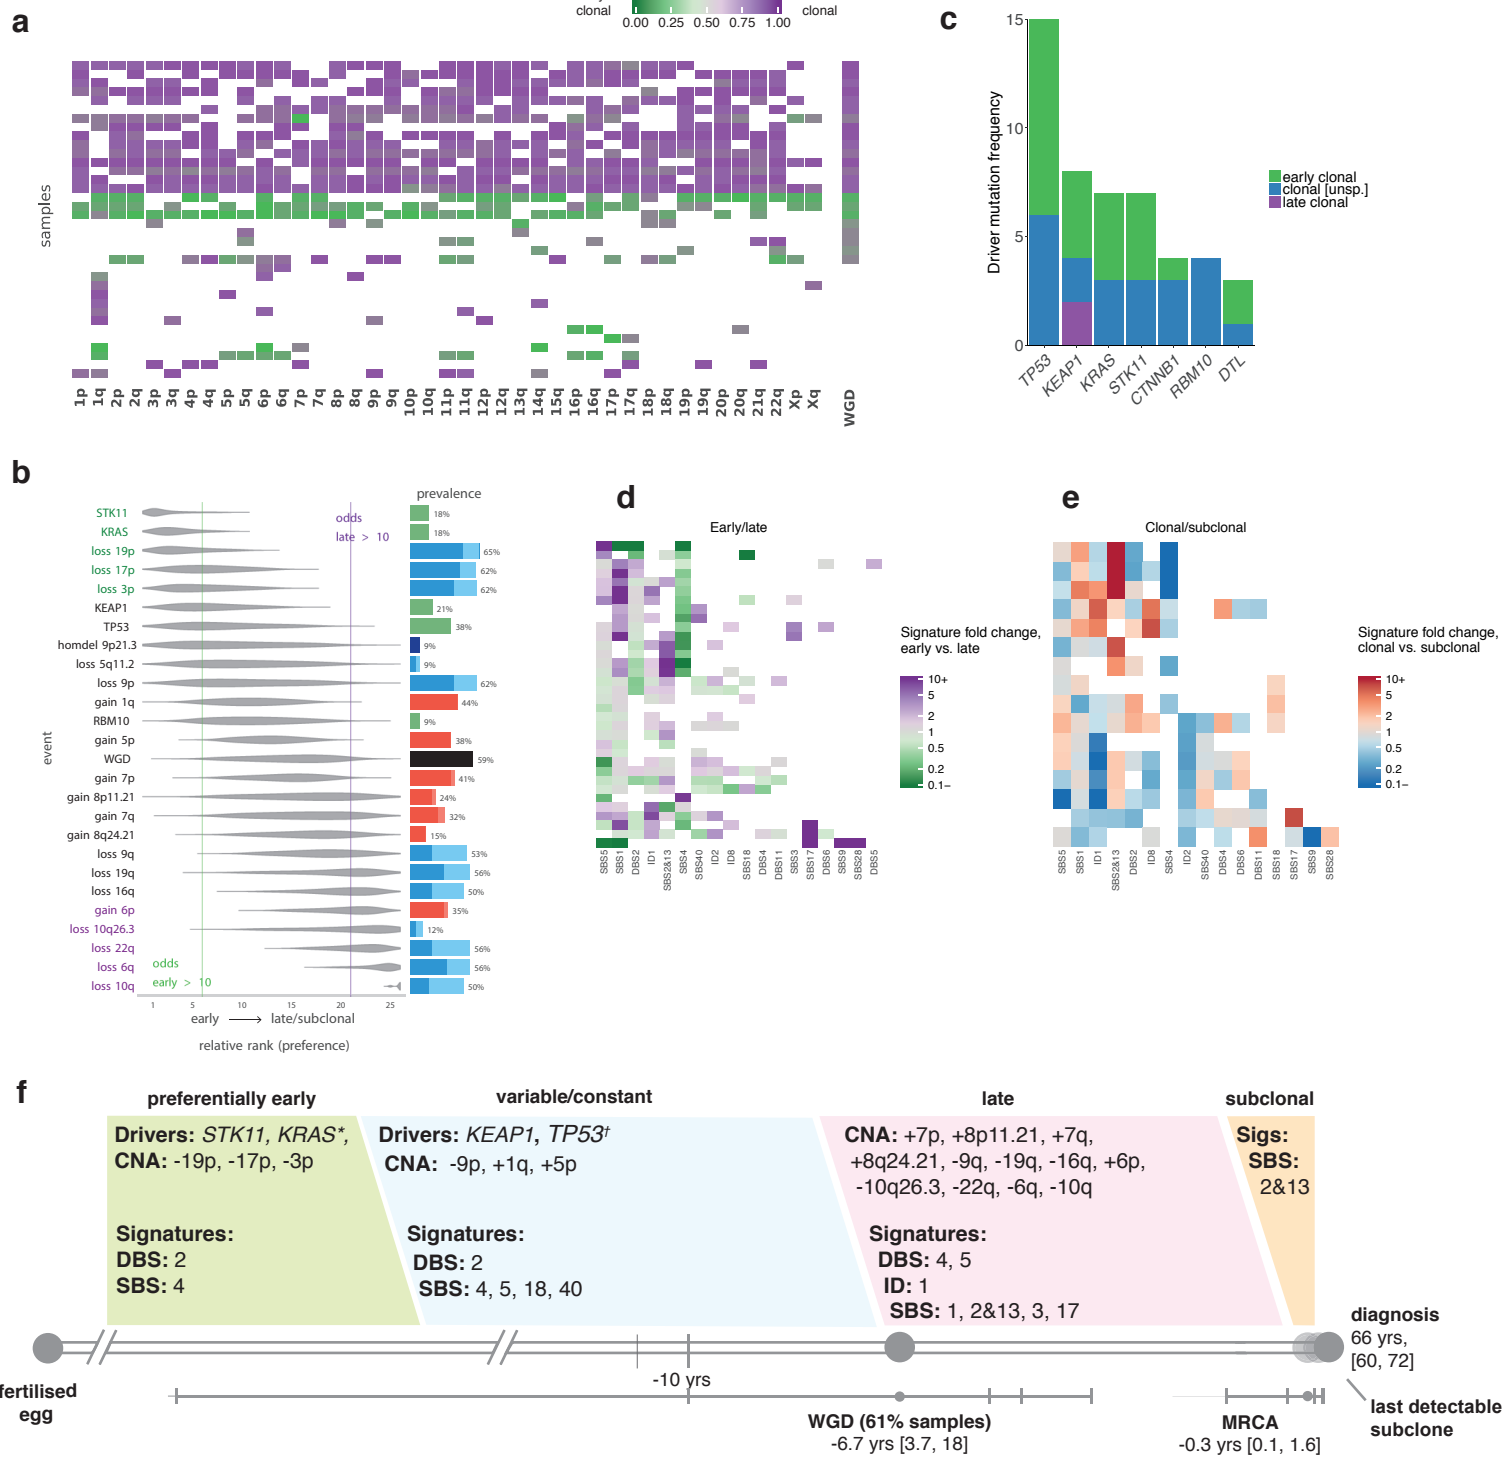 a
clonal
clonal
0.00 0.25 0.50 0.75 1.00
samples
1p 1q 2p 2q 3p 3q 4p 4q 5p 5q 6p 6q 7p 7q 8p 8q 9p 9q 10p 10q 11p 11q 12p 12q 13q 14q 15q 16p 16q 17p 17q 18p 18q 19p 19q 20p 20q 21q 22q Xp Xq WGD
c
Driver mutation frequency
15
10
5
0
TP53 KEAP1 KRAS STK11 CTNNB1 RBM10 DTL
early clonal
clonal [unsp.]
late clonal
b
prevalence
event
odds
late > 10
STK11 18%
KRAS 18%
loss 19p 65%
loss 17p 62%
loss 3p 62%
KEAP1 21%
TP53 38%
homdel 9p21.3 9%
loss 5q11.2 9%
loss 9p 62%
gain 1q 44%
RBM10 9%
gain 5p 38%
WGD 59%
gain 7p 41%
gain 8p11.21 24%
gain 7q 32%
gain 8q24.21 15%
loss 9q 53%
loss 19q 56%
loss 16q 50%
gain 6p 35%
loss 10q26.3 12%
loss 22q 56%
loss 6q 56%
loss 10q 50%
odds
early > 10
1 5 10 15 20 25
early late/subclonal
relative rank (preference)
d
Early/late
SBS5 SBS1 DBS2 ID1 SBS2&13 SBS4 SBS40 ID2 ID8 SBS18 DBS4 DBS11 SBS3 SBS17 DBS6 SBS9 SBS28 DBS5
Signature fold change,
early vs. late
10+
5
2
1
0.5
0.2
0.1−
e
Clonal/subclonal
SBS5 SBS1 ID1 SBS2&13 DBS2 ID8 SBS4 ID2 SBS40 DBS4 DBS6 DBS11 SBS18 SBS17 SBS9 SBS28
Signature fold change,
clonal vs. subclonal
10+
5
2
1
0.5
0.2
0.1−
f
preferentially early
Drivers: STK11, KRAS*,
CNA: -19p, -17p, -3p
Signatures:
DBS: 2
SBS: 4
variable/constant
Drivers: KEAP1, TP53†
CNA: -9p, +1q, +5p
Signatures:
DBS: 2
SBS: 4, 5, 18, 40
late
CNA: +7p, +8p11.21, +7q,
+8q24.21, -9q, -19q, -16q, +6p,
-10q26.3, -22q, -6q, -10q
Signatures:
DBS: 4, 5
ID: 1
SBS: 1, 2&13, 3, 17
subclonal
Sigs:
SBS:
2&13
fertilised
egg
-10 yrs
WGD (61% samples)
-6.7 yrs [3.7, 18]
MRCA
-0.3 yrs [0.1, 1.6]
diagnosis
66 yrs,
[60, 72]
last detectable
subclone